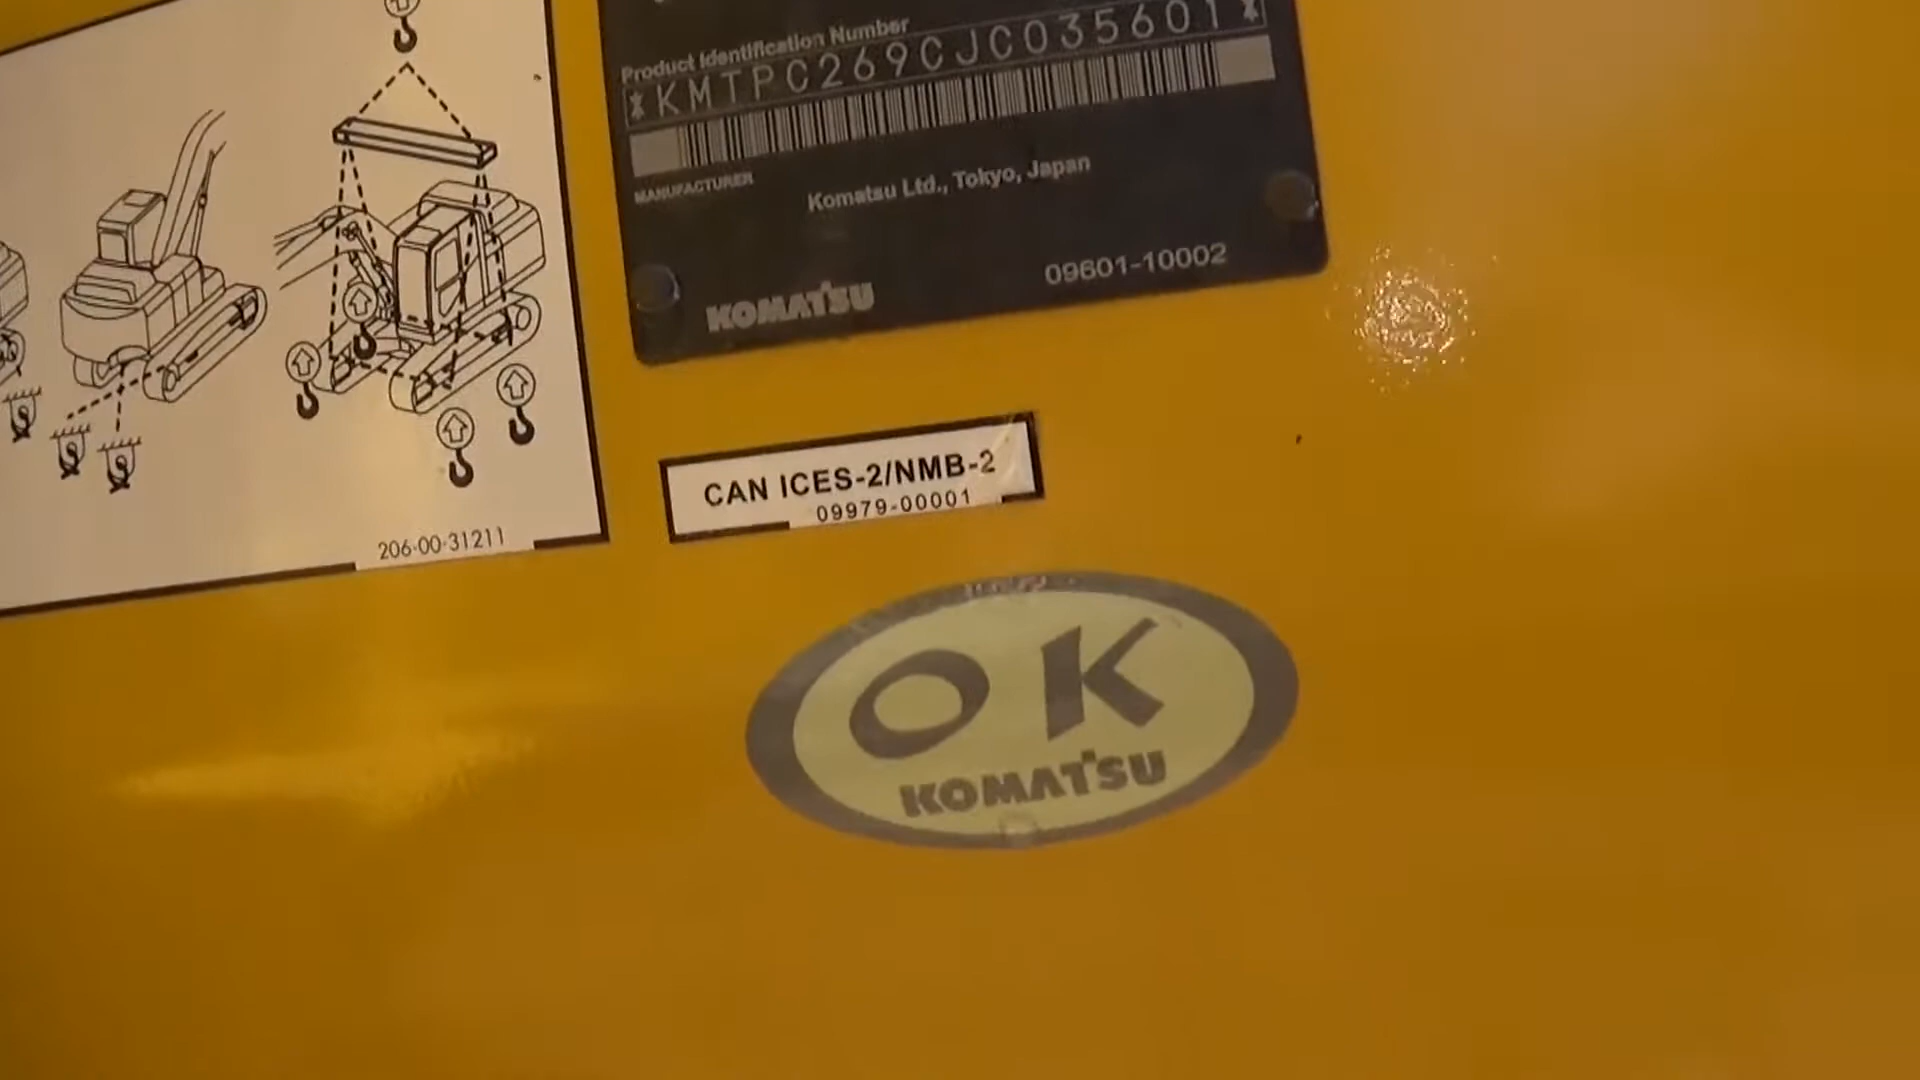 Product Identification Number
*KMTPC269CJC035601*
MANUFACTURER
Komatsu Ltd., Tokyo, Japan
KOMATSU
09601-10002
206-00-31211
CAN ICES-2/NMB-2
09979-00001
OK
KOMATSU